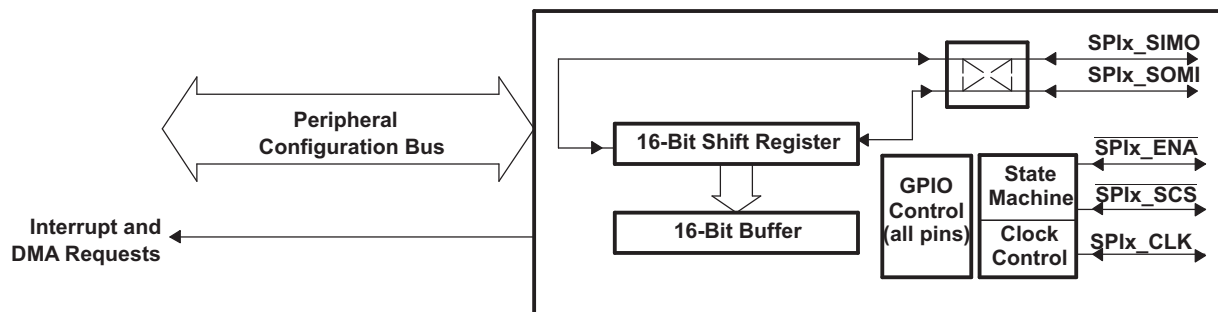 SPIx_SIMO
SPIx_SOMI
Peripheral
Configuration Bus
16-Bit Shift Register
SPIx_ENA
GPIO
Control
(all pins)
State
Machine
SPIx_SCS
Interrupt and
DMA Requests
16-Bit Buffer
Clock
Control
SPIx_CLK